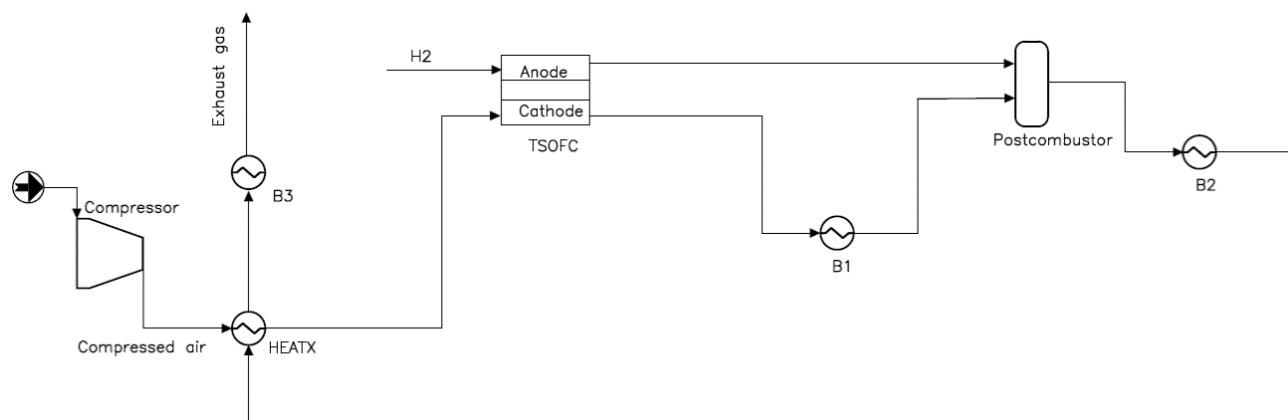 Exhaust gas
H2
Anode
Cathode
TSOFC
Postcombustor
B2
B3
Compressor
B1
Compressed air
HEATX